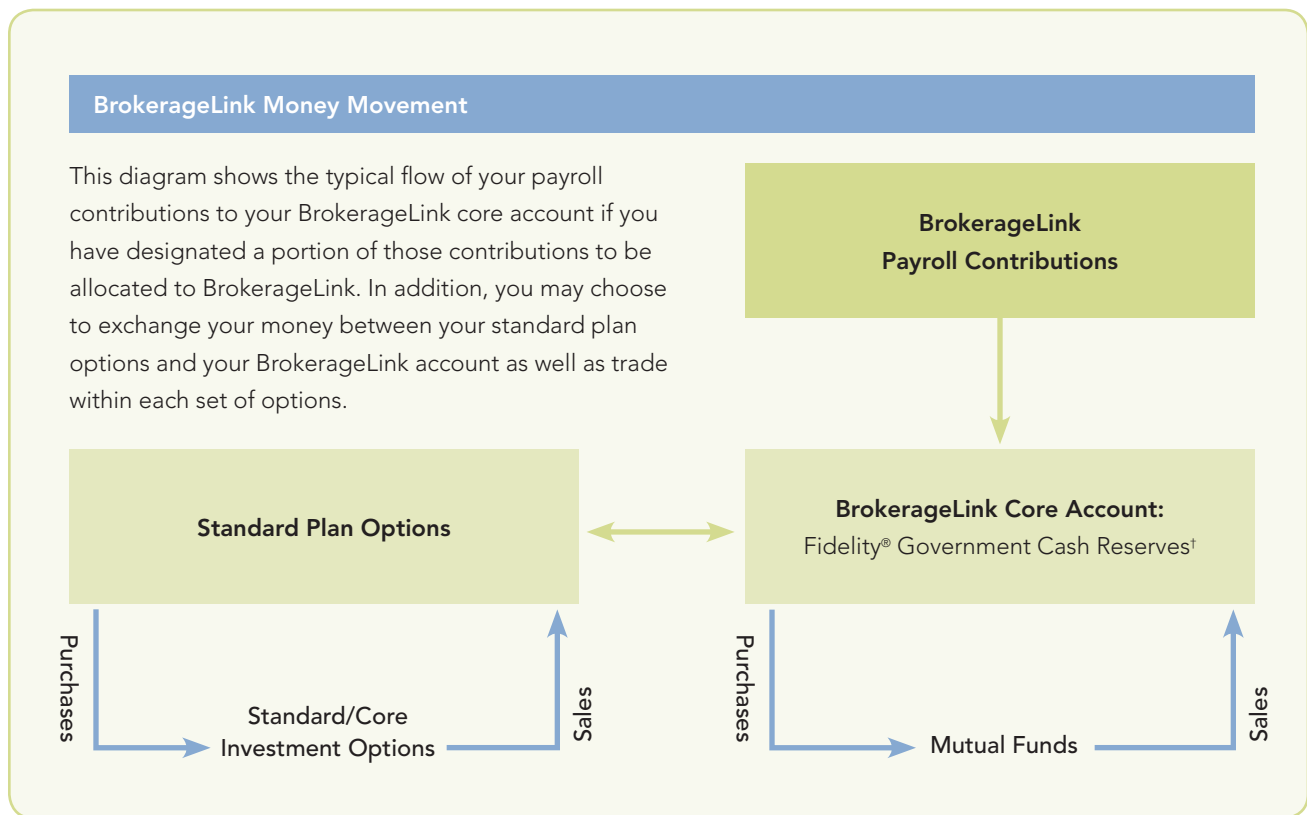 BrokerageLink Money Movement
This diagram shows the typical flow of your payroll
contributions to your BrokerageLink core account if you
have designated a portion of those contributions to be
allocated to BrokerageLink. In addition, you may choose
to exchange your money between your standard plan
options and your BrokerageLink account as well as trade
within each set of options.
BrokerageLink
Payroll Contributions
Standard Plan Options
BrokerageLink Core Account:
Fidelity® Government Cash Reserves†
Purchases
Standard/Core
Investment Options
Sales
Purchases
Mutual Funds
Sales